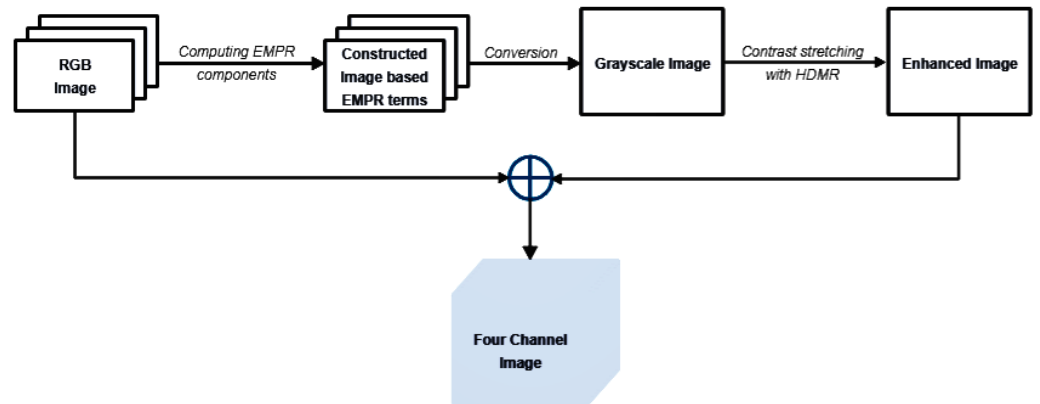 RGB
Image
Computing EMPR
components
Constructed
Image based
EMPR terms
Conversion
Grayscale Image
Contrast stretching
with HDMR
Enhanced Image
Four Channel
Image